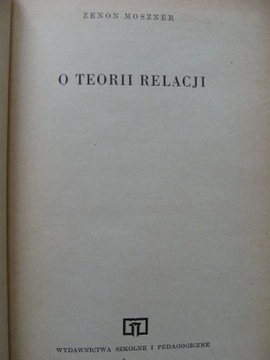 ZENON MOSZNER
O TEORII RELACJI
WYDAWNICTWA SZKOLNE I PEDAGOGICZNE